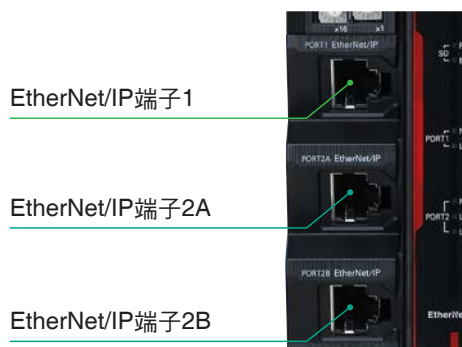 x16 x1
PORT1 EtherNet/IP
SD
EtherNet/IP端子1
PORT1
PORT2A EtherNet/IP
EtherNet/IP端子2A
PORT2
PORT2B EtherNet/IP
EtherNet/IP端子2B